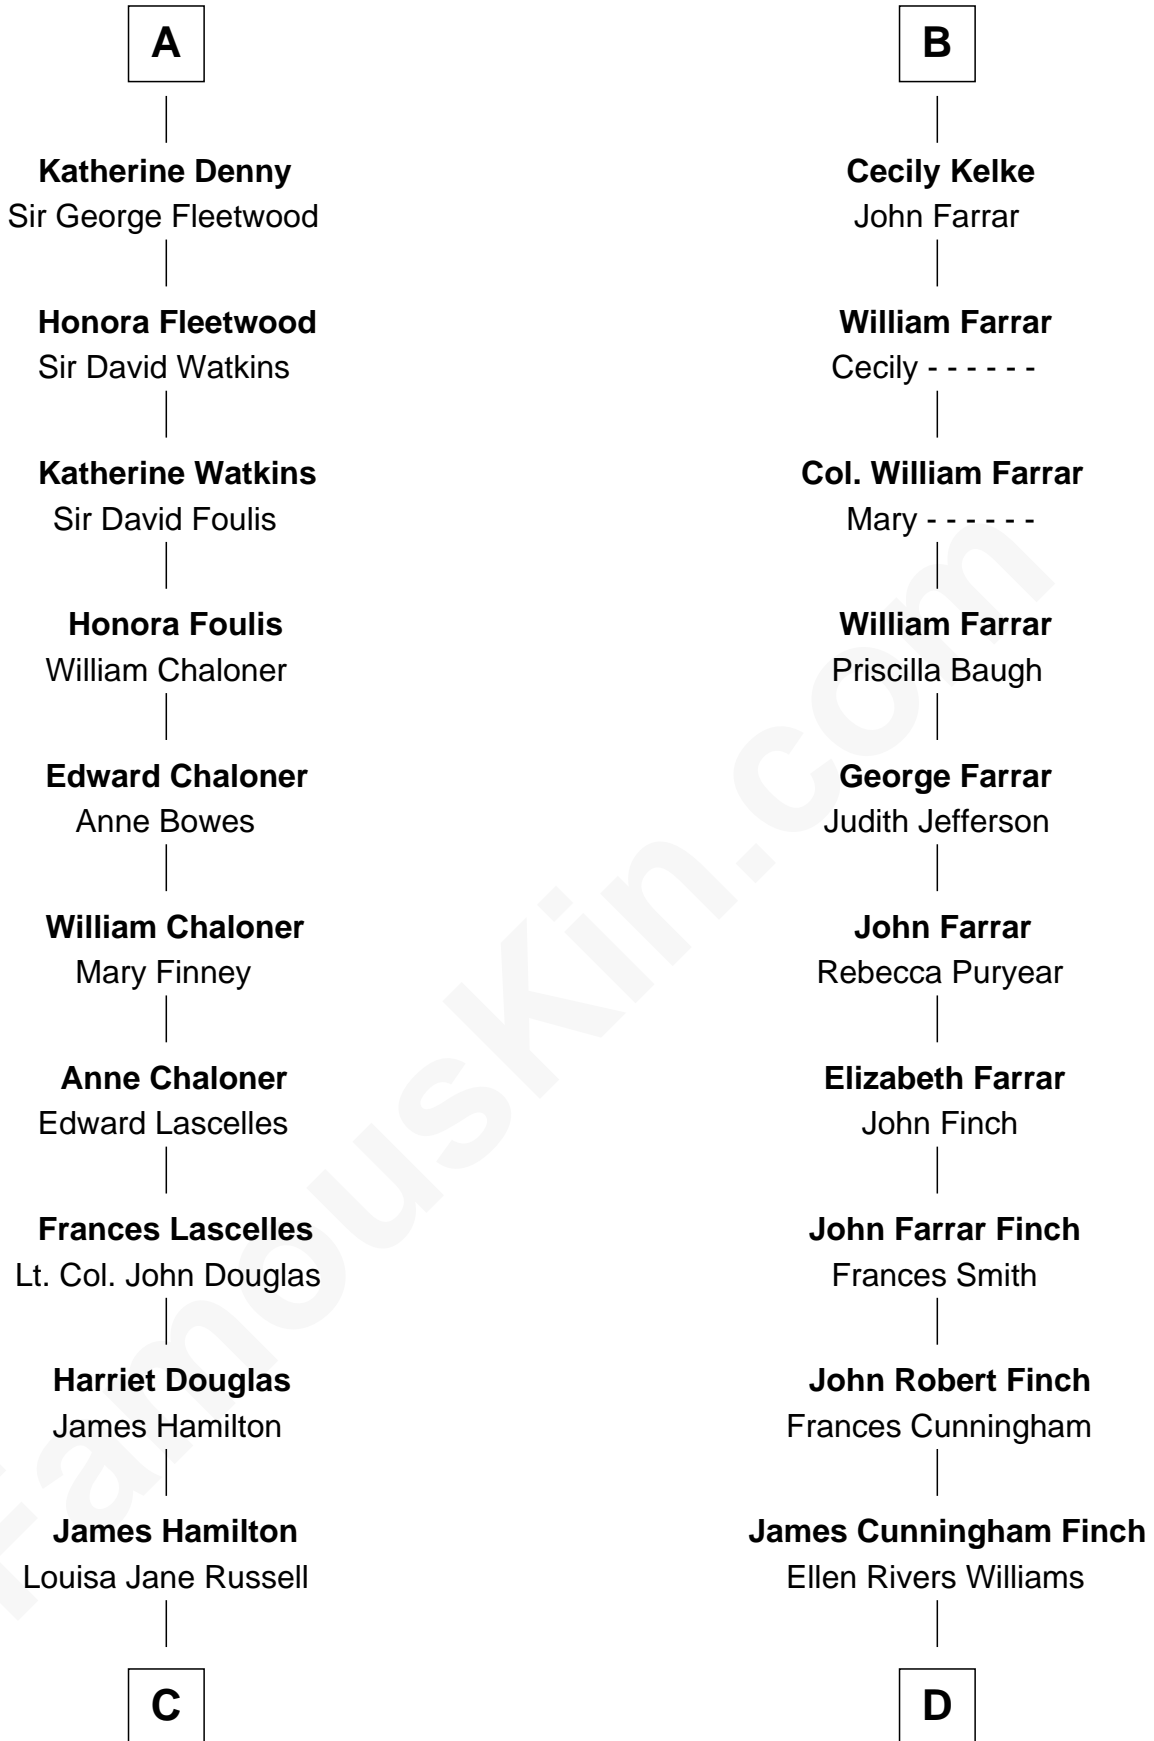 A
Katherine Denny
Sir George Fleetwood
Honora Fleetwood
Sir David Watkins
Katherine Watkins
Sir David Foulis
Honora Foulis
William Chaloner
Edward Chaloner
Anne Bowes
William Chaloner
Mary Finney
Anne Chaloner
Edward Lascelles
Frances Lascelles
Lt. Col. John Douglas
Harriet Douglas
James Hamilton
James Hamilton
Louisa Jane Russell
C
B
Cecily Kelke
John Farrar
William Farrar
Cecily - - - - - -
Col. William Farrar
Mary - - - - - -
William Farrar
Priscilla Baugh
George Farrar
Judith Jefferson
John Farrar
Rebecca Puryear
Elizabeth Farrar
John Finch
John Farrar Finch
Frances Smith
John Robert Finch
Frances Cunningham
James Cunningham Finch
Ellen Rivers Williams
D
FamousKin.com